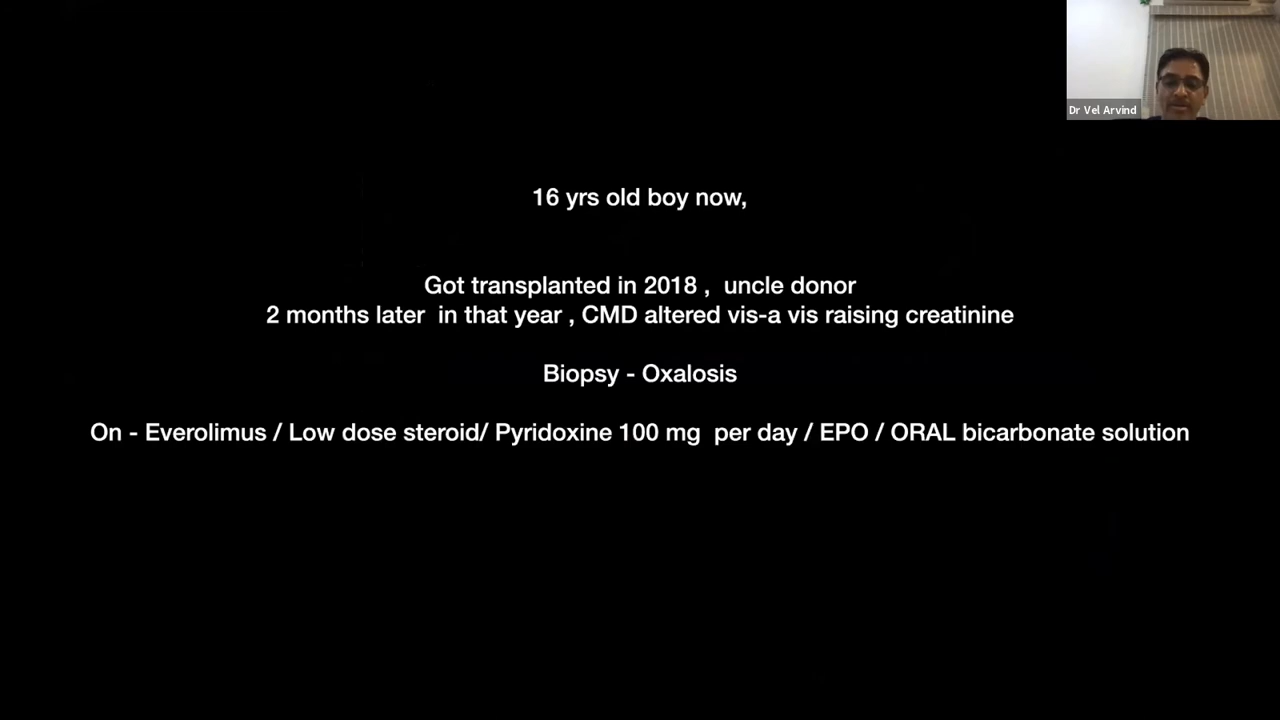 Dr Vel Arvind
16 yrs old boy now,
Got transplanted in 2018 , uncle donor
2 months later in that year , CMD altered vis-a vis raising creatinine
Biopsy - Oxalosis
On - Everolimus / Low dose steroid/ Pyridoxine 100 mg per day / EPO / ORAL bicarbonate solution